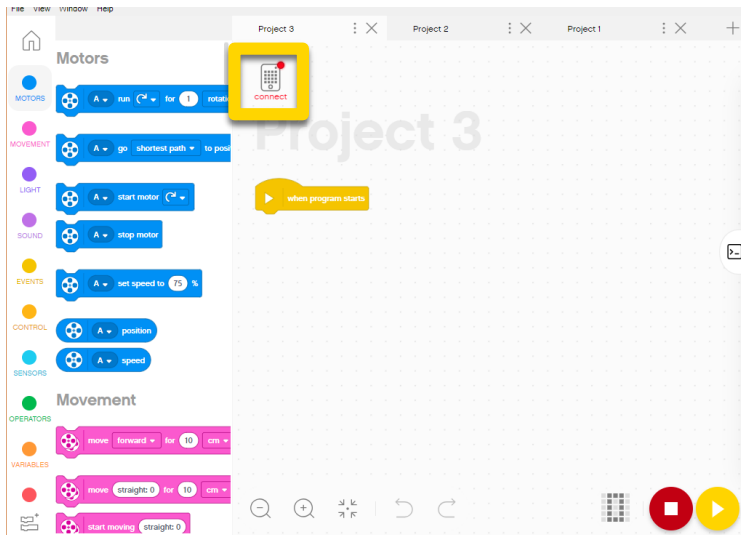 File View Window Help
Project 3
Project 2
Project 1
Motors
MOTORS
MOVEMENT
LIGHT
SOUND
EVENTS
CONTROL
SENSORS
OPERATORS
VARIABLES
A run for 1 rotati
A go shortest path to posi
A start motor
A stop motor
A set speed to 75 %
A position
A speed
Movement
move forward for 10 cm
move straight: 0 for 10 cm
start moving straight: 0
connect
Project 3
when program starts